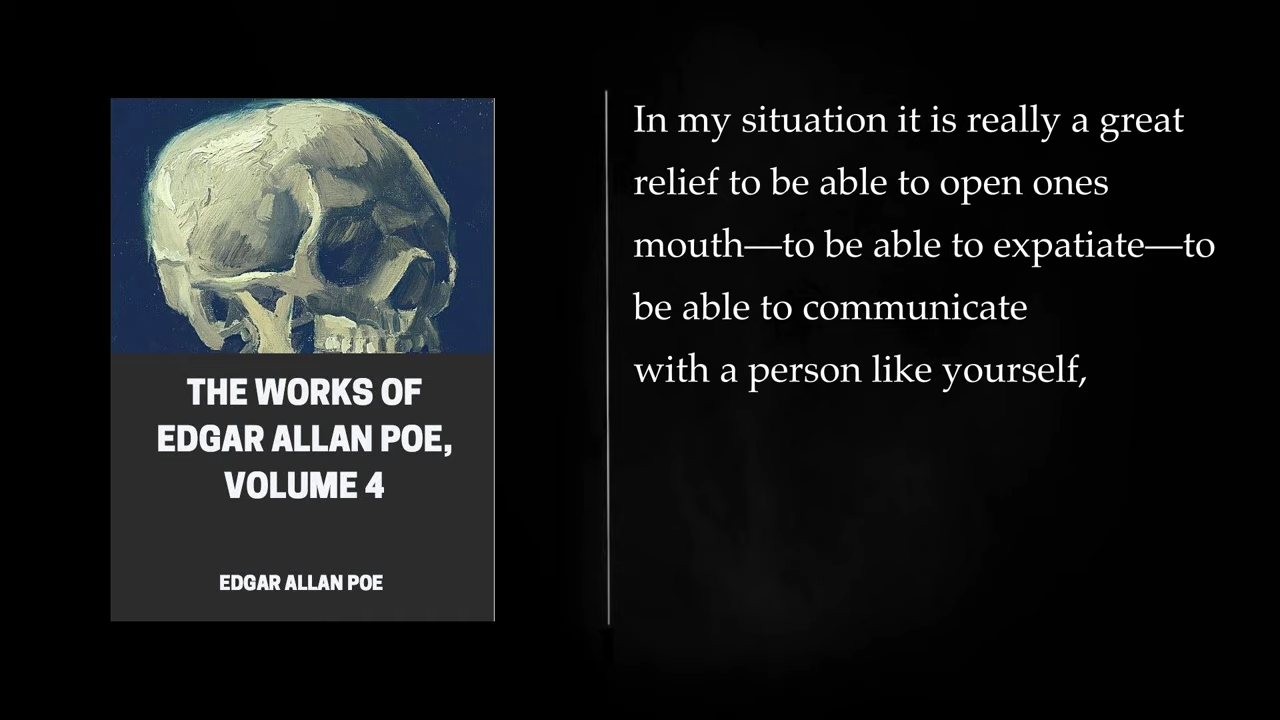 THE WORKS OF
EDGAR ALLAN POE,
VOLUME 4
EDGAR ALLAN POE
In my situation it is really a great
relief to be able to open ones
mouth—to be able to expatiate—to
be able to communicate
with a person like yourself,